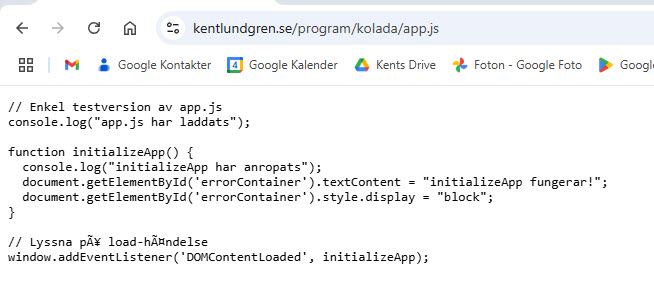 kentlundgren.se/program/kolada/app.js
Google Kontakter
4
Google Kalender
Kents Drive
Foton - Google Foto
Googl
// Enkel testversion av app.js
console.log("app.js har laddats");
function initializeApp() {
console.log("initializeApp har anropats");
document.getElementById('errorContainer').textContent = "initializeApp fungerar!";
document.getElementById('errorContainer').style.display = "block";
}
// Lyssna pÃ¥ load-hÃ¤ndelse
window.addEventListener('DOMContentLoaded', initializeApp);